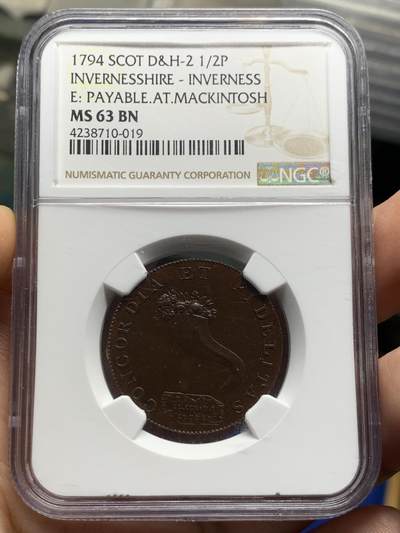 1794 SCOT D&H-2 1/2P
INVERNESSHIRE - INVERNESS
E: PAYABLE.AT.MACKINTOSH
MS 63 BN
4238710-019
NUMISMATIC GUARANTY CORPORATION
NGC®
CONCORDIA ET FIDELITAS